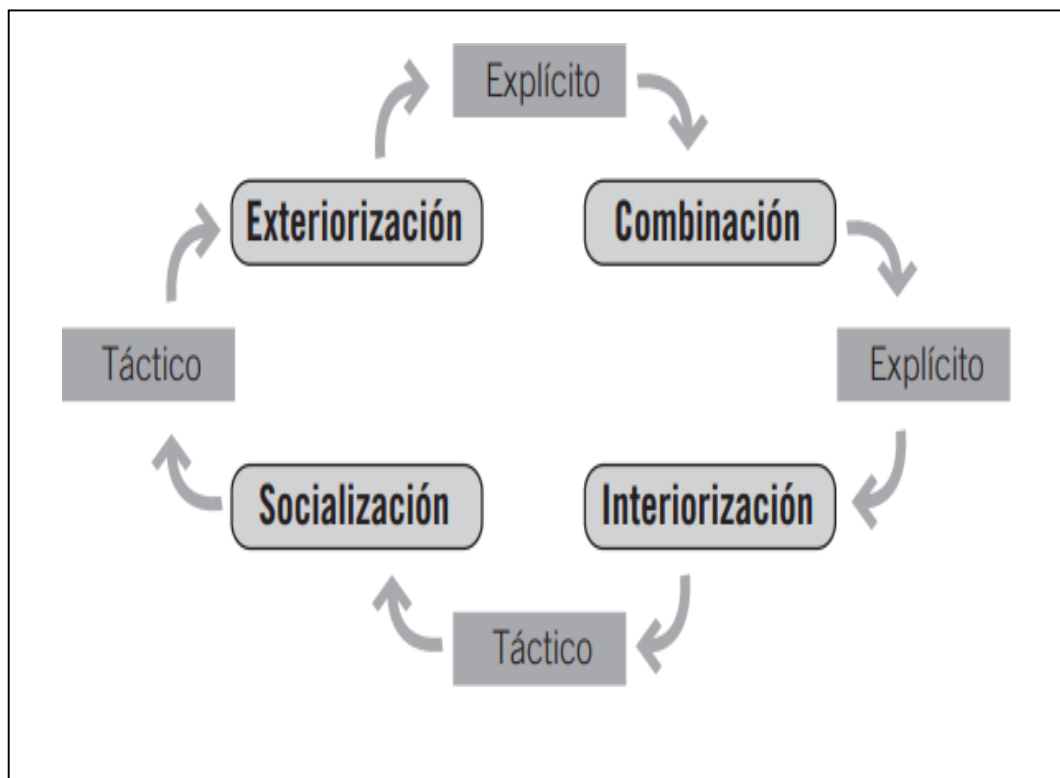 Explícito
Exteriorización
Combinación
Táctico
Explícito
Socialización
Interiorización
Táctico